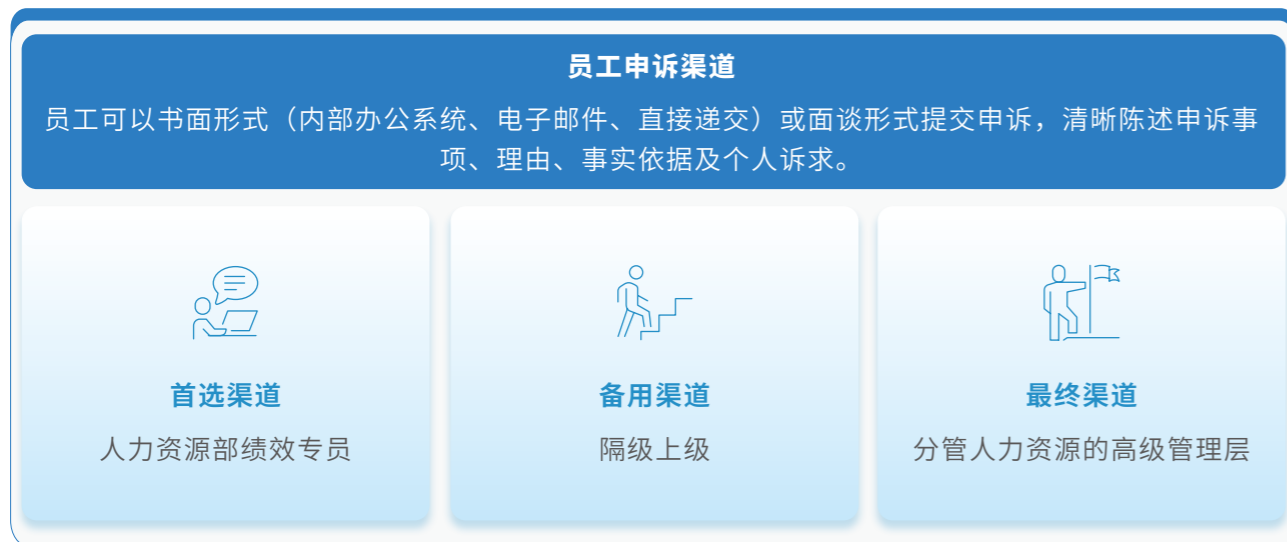 员工申诉渠道
员工可以书面形式（内部办公系统、电子邮件、直接递交）或面谈形式提交申诉，清晰陈述申诉事
项、理由、事实依据及个人诉求。
首选渠道
人力资源部绩效专员
备用渠道
隔级上级
最终渠道
分管人力资源的高级管理层